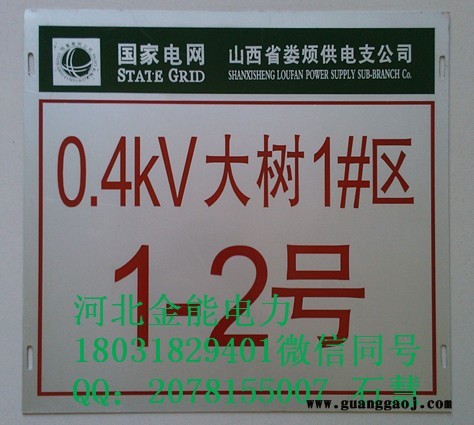 国家电网
STATE GRID
山西省娄烦供电支公司
SHANXISHENG LOUFAN POWER SUPPLY SUB-BRANCH Co.
0.4kV大树1#区
1-2号
河北金能电力
18031829401微信同号
QQ：2078155007 石慧
www.guanggaoj.com